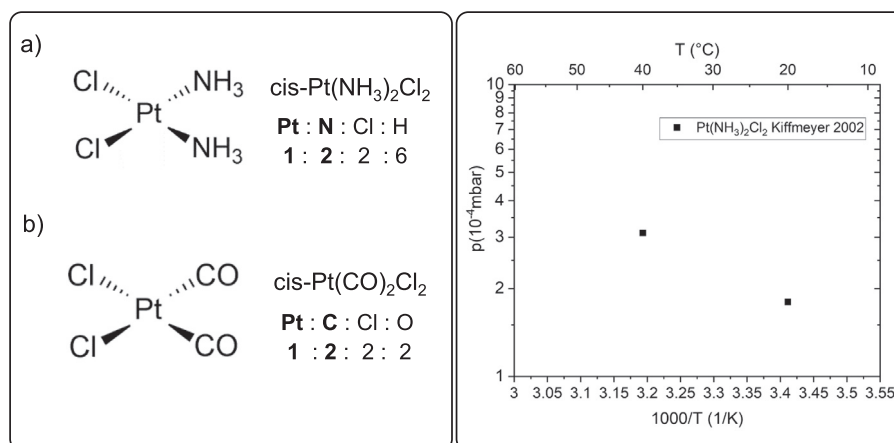 a)
Cl
NH₃
Pt
Cl
NH₃
cis-Pt(NH₃)₂Cl₂
Pt : N : Cl : H
1 : 2 : 2 : 6
b)
Cl
CO
Pt
Cl
CO
cis-Pt(CO)₂Cl₂
Pt : C : Cl : O
1 : 2 : 2 : 2
T (°C)
60 50 40 30 20 10
10
9
8
7
6
5
4
3
2
1
p(10⁻⁴mbar)
Pt(NH₃)₂Cl₂ Kiffmeyer 2002
3 3.05 3.1 3.15 3.2 3.25 3.3 3.35 3.4 3.45 3.5 3.55
1000/T (1/K)